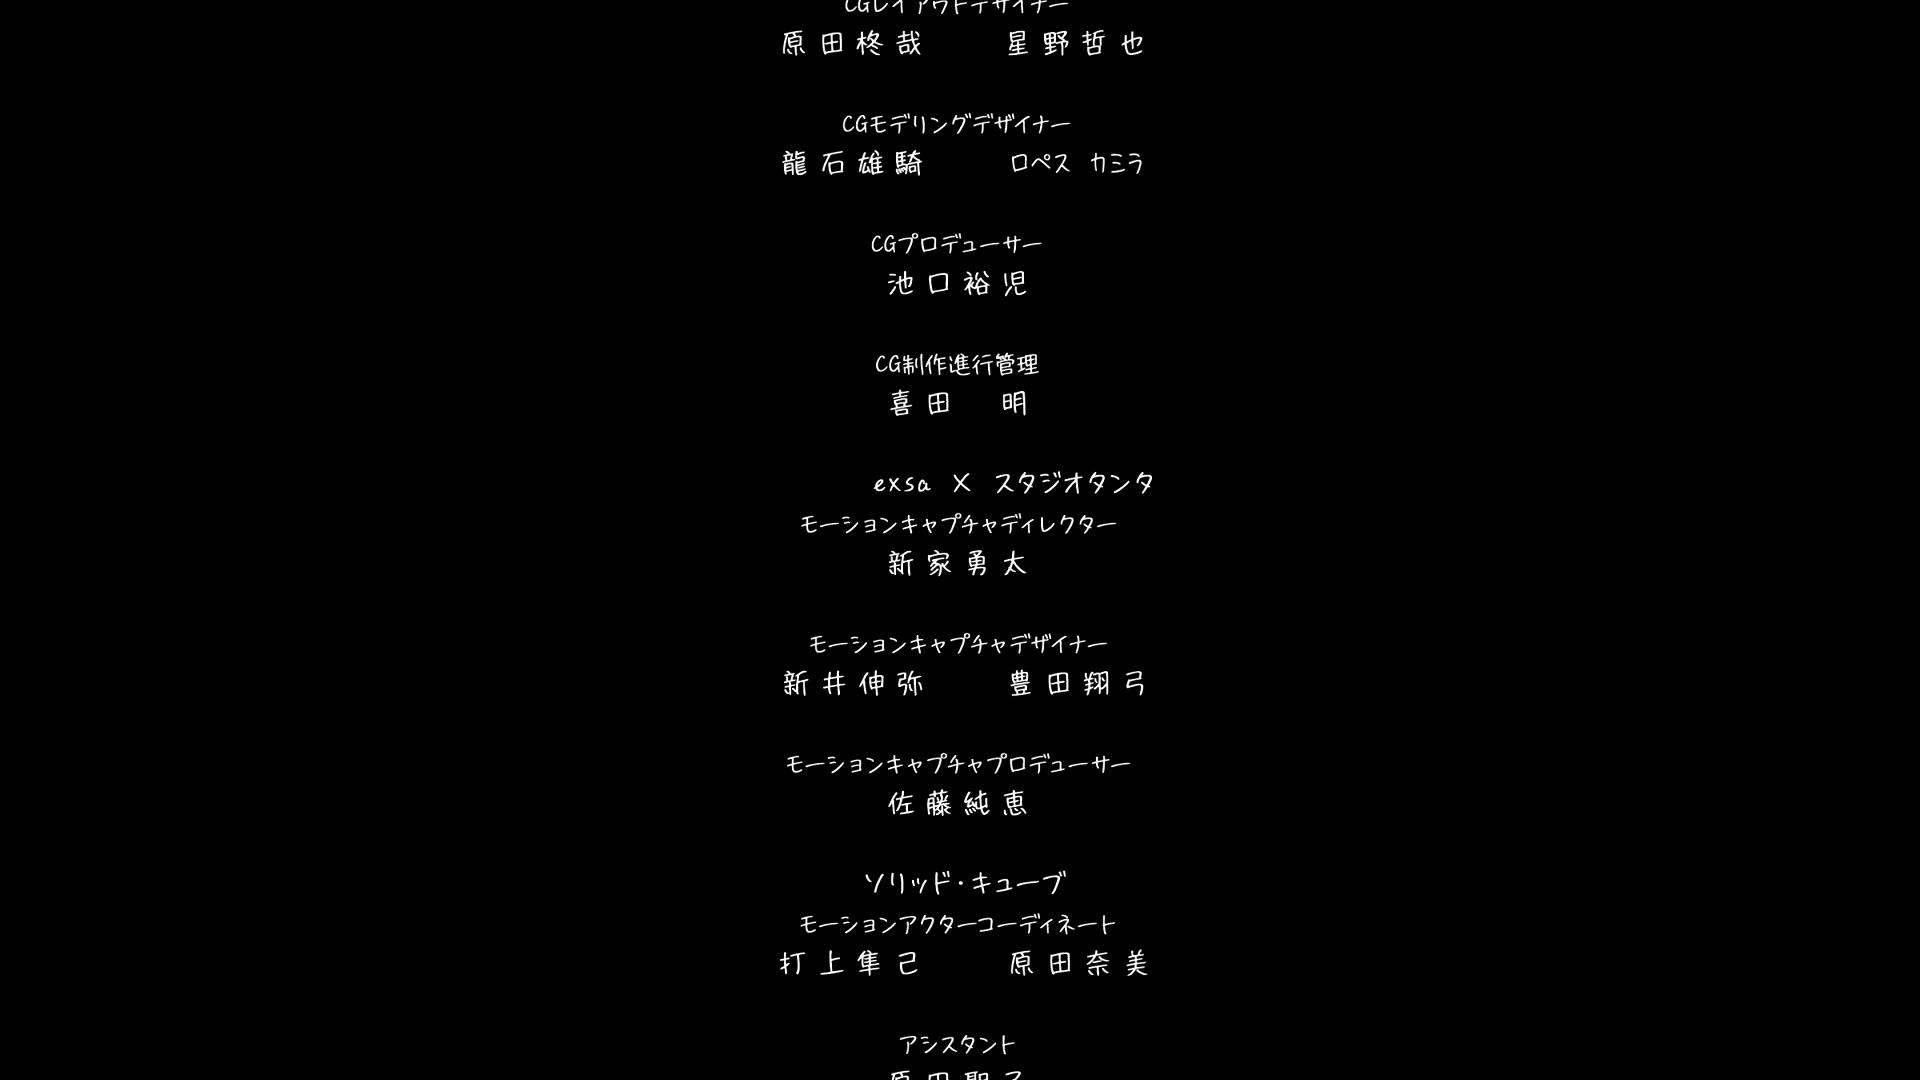 CGレイアウトデザイナー
原田柊哉　星野哲也
CGモデリングデザイナー
龍石雄騎　ロペス カミラ
CGプロデューサー
池口裕児
CG制作進行管理
喜田　明
exsa × スタジオタンタ
モーションキャプチャディレクター
新家勇太
モーションキャプチャデザイナー
新井伸弥　豊田翔弓
モーションキャプチャプロデューサー
佐藤純恵
ソリッド・キューブ
モーションアクターコーディネート
打上隼己　原田奈美
アシスタント